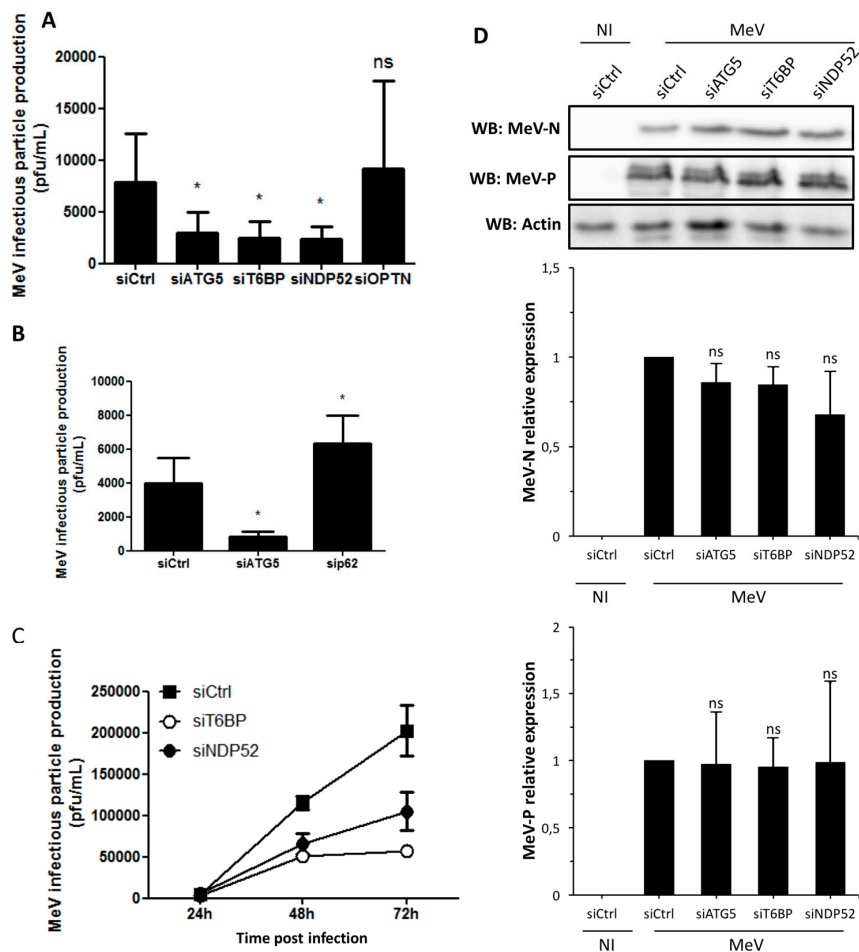 A
MeV infectious particle production
(pfu/mL)
20000
15000
10000
5000
0
*
*
*
ns
siCtrl siATG5 siT6BP siNDP52 siOPTN
B
MeV infectious particle production
(pfu/mL)
10000
8000
6000
4000
2000
0
*
*
siCtrl siATG5 sip62
C
MeV infectious particle production
(pfu/mL)
250000
200000
150000
100000
50000
0
siCtrl
siT6BP
siNDP52
24h 48h 72h
Time post infection
D
NI MeV
siCtrl siCtrl siATG5 siT6BP siNDP52
WB: MeV-N
WB: MeV-P
WB: Actin
MeV-N relative expression
1,5
1
0,5
0
ns ns ns
siCtrl siCtrl siATG5 siT6BP siNDP52
NI MeV
MeV-P relative expression
2
1,5
1
0,5
0
ns ns ns
siCtrl siCtrl siATG5 siT6BP siNDP52
NI MeV